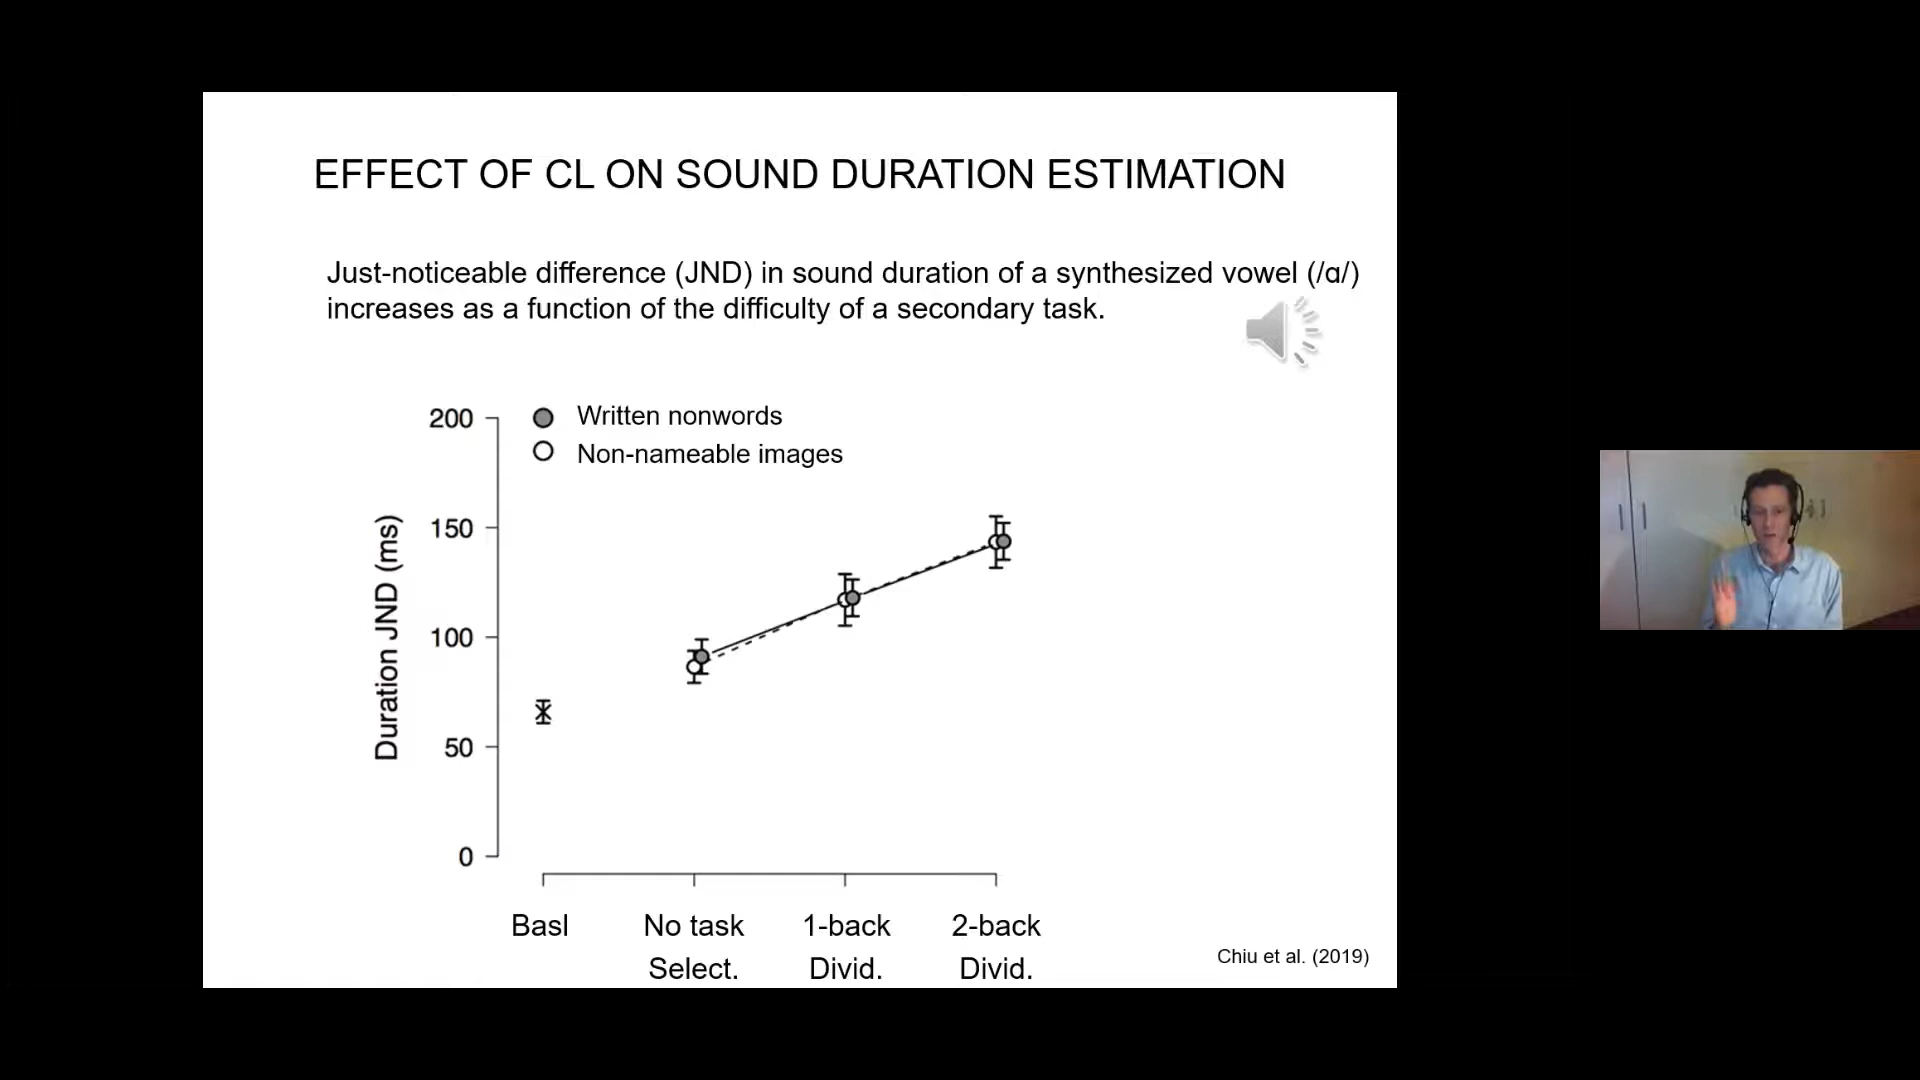 EFFECT OF CL ON SOUND DURATION ESTIMATION
Just-noticeable difference (JND) in sound duration of a synthesized vowel (/ɑ/)
increases as a function of the difficulty of a secondary task.
Written nonwords
Non-nameable images
Duration JND (ms)
200
150
100
50
0
Basl
No task
Select.
1-back
Divid.
2-back
Divid.
Chiu et al. (2019)